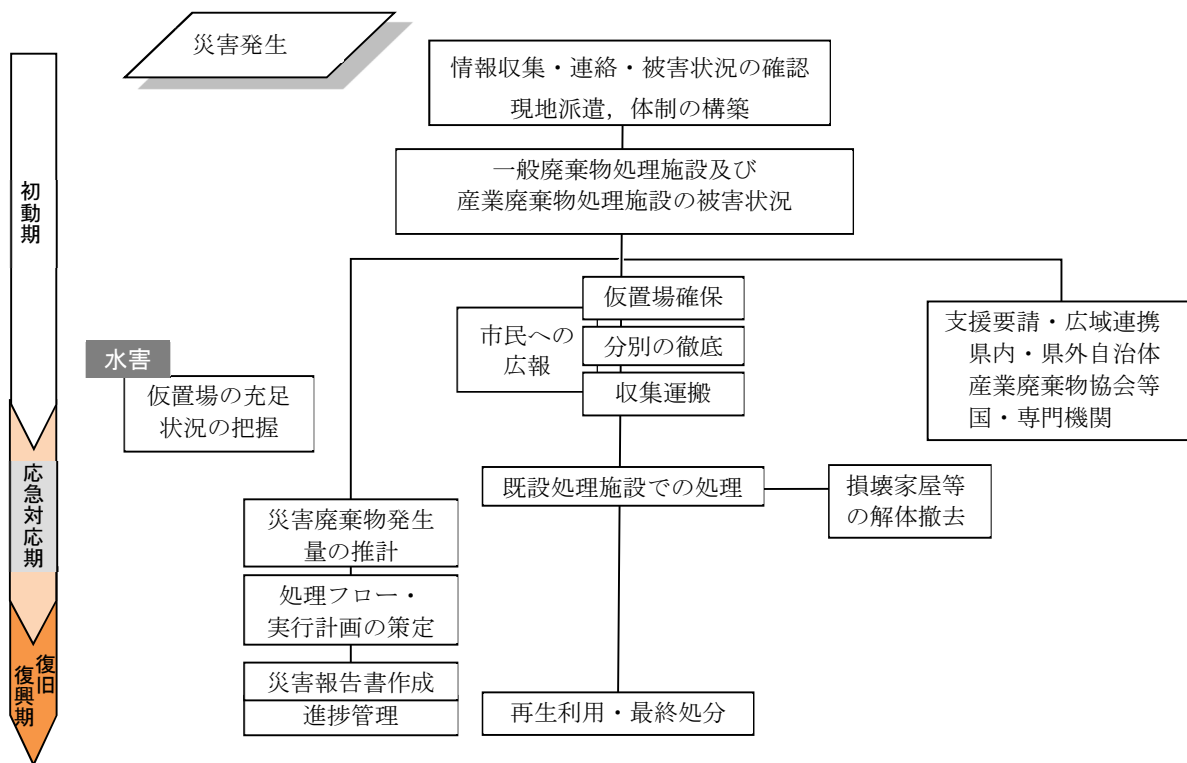 災害発生
情報収集・連絡・被害状況の確認
現地派遣，体制の構築
一般廃棄物処理施設及び
産業廃棄物処理施設の被害状況
初動期
仮置場確保
市民への
広報
分別の徹底
収集運搬
支援要請・広域連携
県内・県外自治体
産業廃棄物協会等
国・専門機関
水害
仮置場の充足
状況の把握
応急対応期
既設処理施設での処理
損壊家屋等
の解体撤去
災害廃棄物発生
量の推計
処理フロー・
実行計画の策定
復旧
復興期
災害報告書作成
進捗管理
再生利用・最終処分